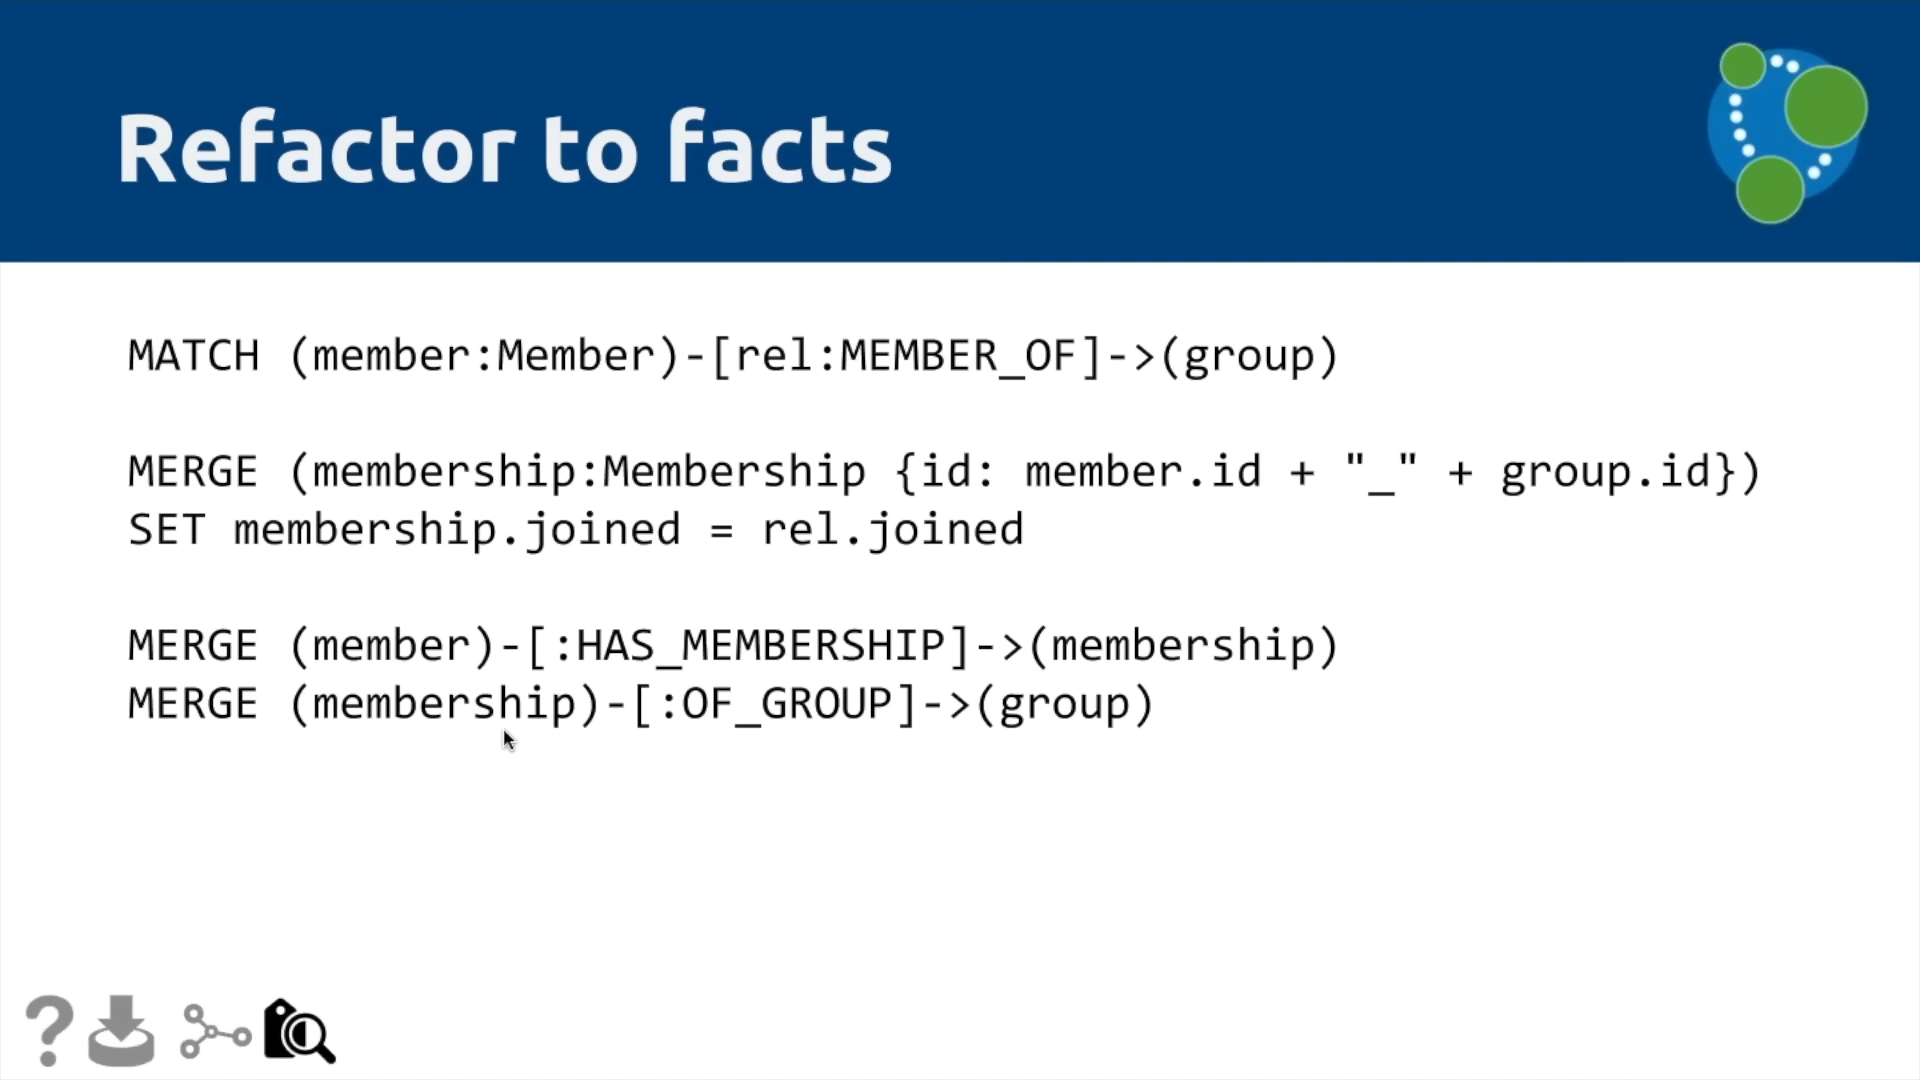 Refactor to facts
MATCH (member:Member)-[rel:MEMBER_OF]->(group)
MERGE (membership:Membership {id: member.id + "_" + group.id})
SET membership.joined = rel.joined
MERGE (member)-[:HAS_MEMBERSHIP]->(membership)
MERGE (membership)-[:OF_GROUP]->(group)